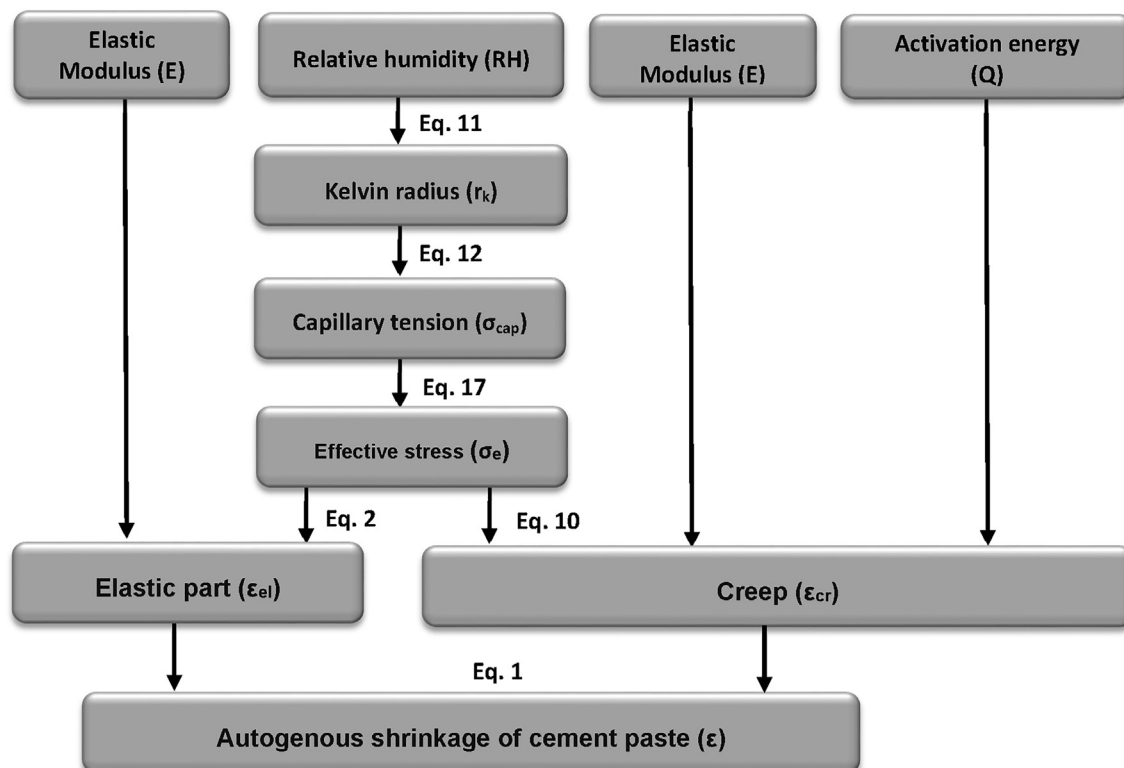 Elastic
Modulus (E)
Relative humidity (RH)
Elastic
Modulus (E)
Activation energy
(Q)
Eq. 11
Kelvin radius (rₖ)
Eq. 12
Capillary tension (σcap)
Eq. 17
Effective stress (σe)
Eq. 2
Eq. 10
Elastic part (εel)
Creep (εcr)
Eq. 1
Autogenous shrinkage of cement paste (ε)